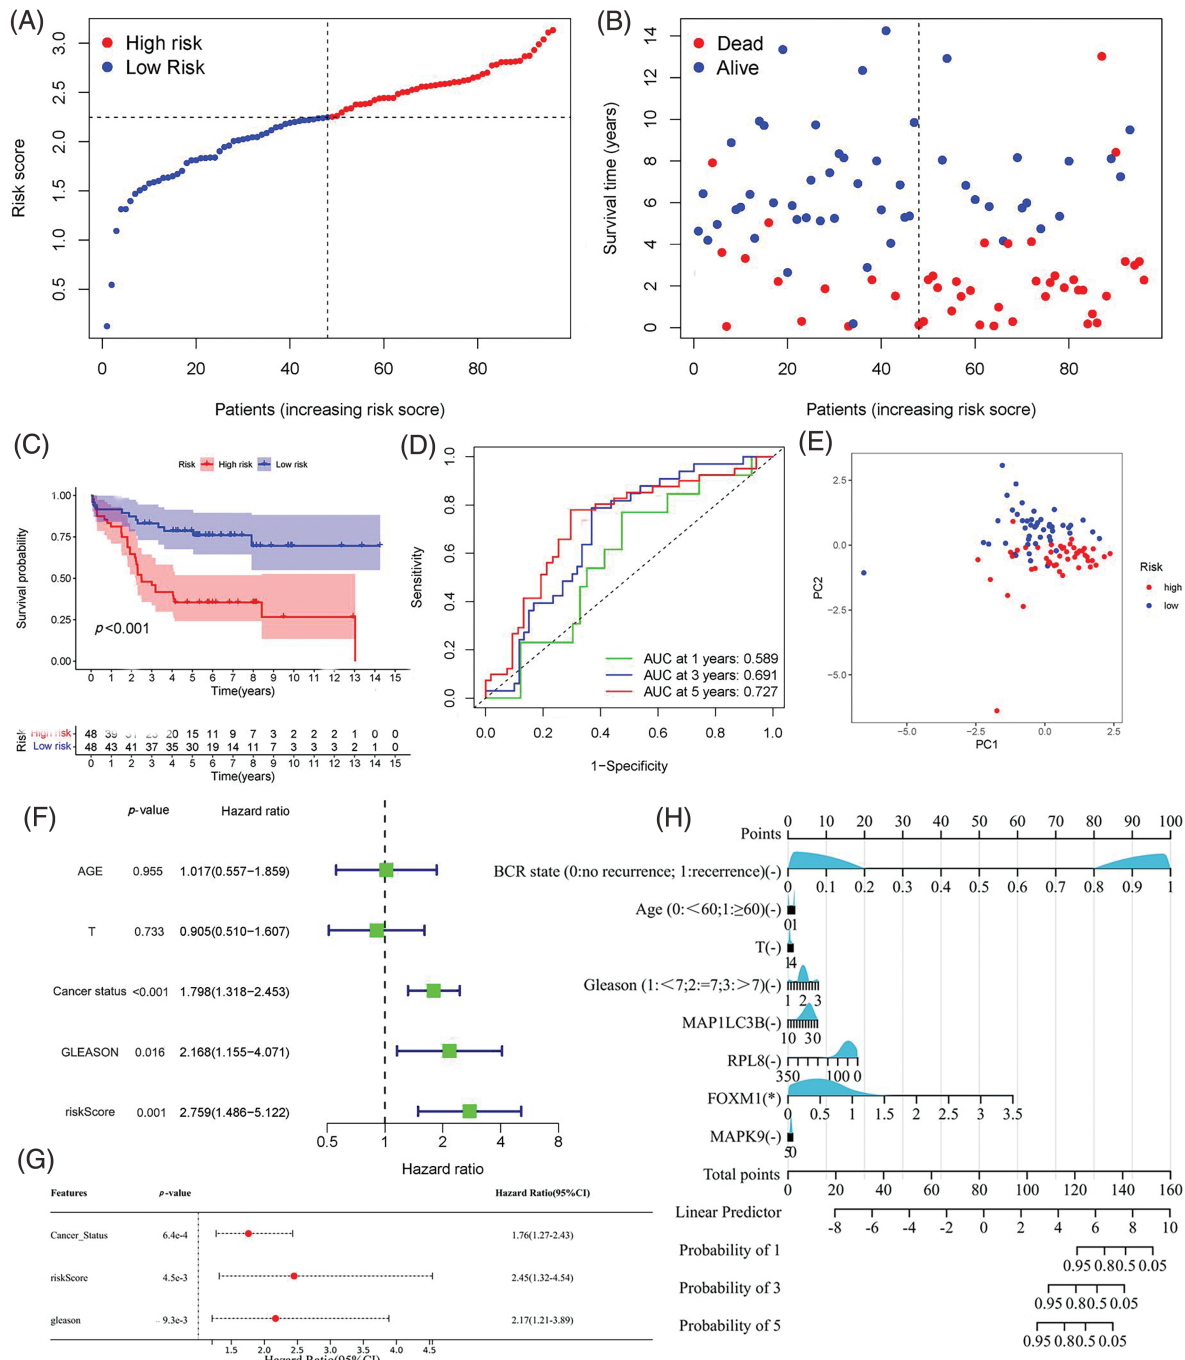 (A)
High risk
Low Risk
Risk score
0.5 1.0 1.5 2.0 2.5 3.0
0 20 40 60 80
Patients (increasing risk socre)
(B)
Dead
Alive
Survival time (years)
0 2 4 6 8 10 12 14
0 20 40 60 80
Patients (increasing risk socre)
(C)
Risk High risk Low risk
Survival probability
1.00
0.75
0.50
0.25
0.00
p<0.001
0 1 2 3 4 5 6 7 8 9 10 11 12 13 14 15
Time(years)
Risk
High risk 48 39 31 20 15 11 9 7 3 2 2 2 1 0 0
Low risk 48 43 41 37 35 30 19 14 11 7 3 3 3 2 1 0
0 1 2 3 4 5 6 7 8 9 10 11 12 13 14 15
Time(years)
(D)
Sensitivity
0.0 0.2 0.4 0.6 0.8 1.0
AUC at 1 years: 0.589
AUC at 3 years: 0.691
AUC at 5 years: 0.727
0.0 0.2 0.4 0.6 0.8 1.0
1−Specificity
(E)
PC2
2.5
0.0
−2.5
−5.0
−5.0 −2.5 0.0 2.5
PC1
Risk
high
low
(F)
p-value Hazard ratio
AGE 0.955 1.017(0.557−1.859)
T 0.733 0.905(0.510−1.607)
Cancer status <0.001 1.798(1.318−2.453)
GLEASON 0.016 2.168(1.155−4.071)
riskScore 0.001 2.759(1.486−5.122)
0.5 1 2 4 8
Hazard ratio
(G)
Features p-value Hazard Ratio(95%CI)
Cancer_Status 6.4e-4 1.76(1.27-2.43)
riskScore 4.5e-3 2.45(1.32-4.54)
gleason 9.3e-3 2.17(1.21-3.89)
1.5 2.0 2.5 3.0 3.5 4.0 4.5
Hazard Ratio(95%CI)
(H)
Points 0 10 20 30 40 50 60 70 80 90 100
BCR state (0:no recurrence; 1:recerrence)(-)
0 0.1 0.2 0.3 0.4 0.5 0.6 0.7 0.8 0.9 1
Age (0:<60;1:≥60)(-)
01
T(-)
14
Gleason (1:<7;2:=7;3:>7)(-)
1 2 3
MAP1LC3B(-)
10 30
RPL8(-)
350 100 0
FOXM1(*)
0 0.5 1 2 2 3 3.5
MAPK9(-)
50
Total points 0 20 40 60 80 100 120 140 160
Linear Predictor
-8 -6 -4 -2 0 2 4 6 8 10
Probability of 1
0.95 0.80.5 0.05
Probability of 3
0.95 0.80.5 0.05
Probability of 5
0.95 0.80.5 0.05